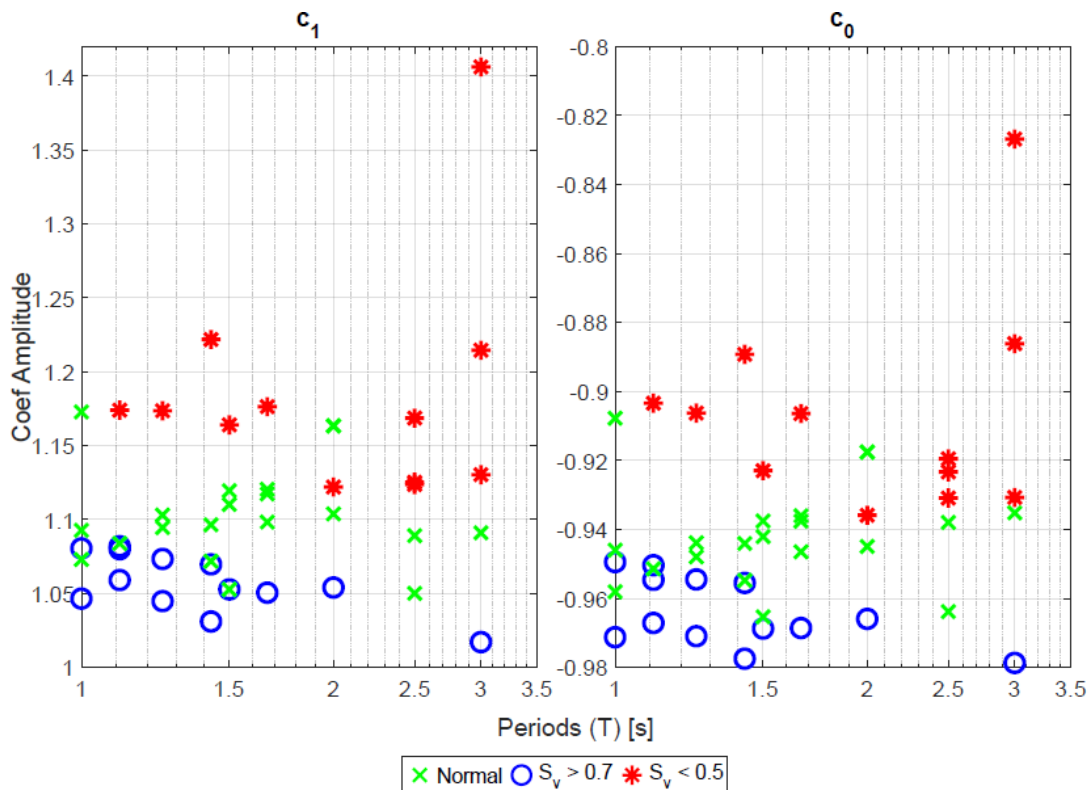 c1
c0
Coef Amplitude
1.4
1.35
1.3
1.25
1.2
1.15
1.1
1.05
1
1 1.5 2 2.5 3 3.5
-0.8
-0.82
-0.84
-0.86
-0.88
-0.9
-0.92
-0.94
-0.96
-0.98
1 1.5 2 2.5 3 3.5
Periods (T) [s]
Normal Sv > 0.7 Sv < 0.5